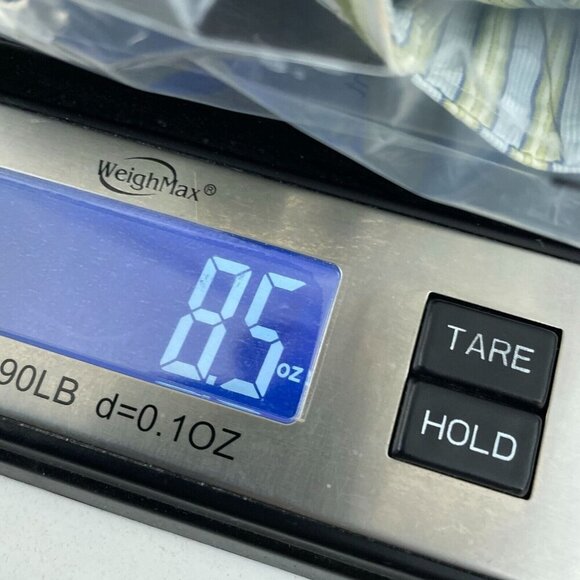 WeighMax®
8.5 oz
90LB d=0.1OZ
TARE
HOLD